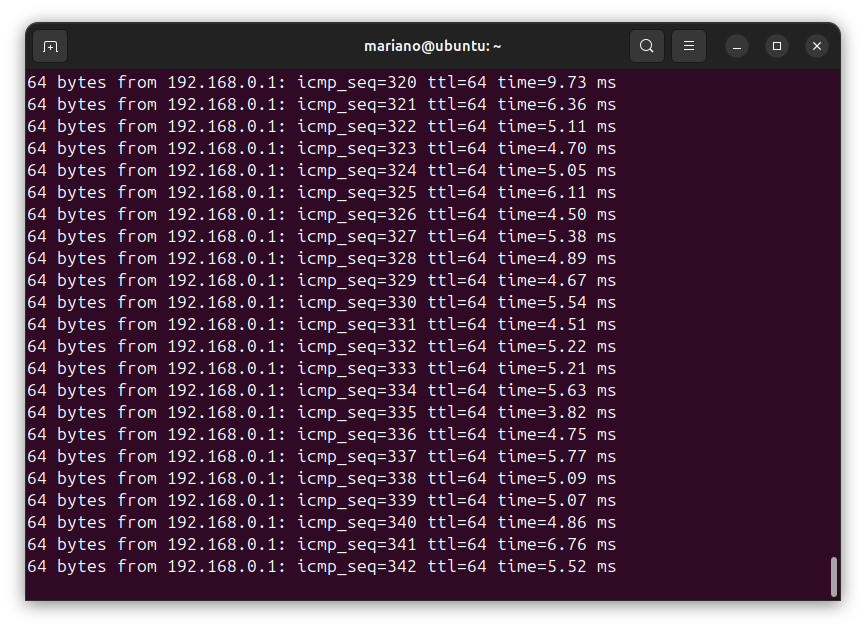 mariano@ubuntu: ~
64 bytes from 192.168.0.1: icmp_seq=320 ttl=64 time=9.73 ms
64 bytes from 192.168.0.1: icmp_seq=321 ttl=64 time=6.36 ms
64 bytes from 192.168.0.1: icmp_seq=322 ttl=64 time=5.11 ms
64 bytes from 192.168.0.1: icmp_seq=323 ttl=64 time=4.70 ms
64 bytes from 192.168.0.1: icmp_seq=324 ttl=64 time=5.05 ms
64 bytes from 192.168.0.1: icmp_seq=325 ttl=64 time=6.11 ms
64 bytes from 192.168.0.1: icmp_seq=326 ttl=64 time=4.50 ms
64 bytes from 192.168.0.1: icmp_seq=327 ttl=64 time=5.38 ms
64 bytes from 192.168.0.1: icmp_seq=328 ttl=64 time=4.89 ms
64 bytes from 192.168.0.1: icmp_seq=329 ttl=64 time=4.67 ms
64 bytes from 192.168.0.1: icmp_seq=330 ttl=64 time=5.54 ms
64 bytes from 192.168.0.1: icmp_seq=331 ttl=64 time=4.51 ms
64 bytes from 192.168.0.1: icmp_seq=332 ttl=64 time=5.22 ms
64 bytes from 192.168.0.1: icmp_seq=333 ttl=64 time=5.21 ms
64 bytes from 192.168.0.1: icmp_seq=334 ttl=64 time=5.63 ms
64 bytes from 192.168.0.1: icmp_seq=335 ttl=64 time=3.82 ms
64 bytes from 192.168.0.1: icmp_seq=336 ttl=64 time=4.75 ms
64 bytes from 192.168.0.1: icmp_seq=337 ttl=64 time=5.77 ms
64 bytes from 192.168.0.1: icmp_seq=338 ttl=64 time=5.09 ms
64 bytes from 192.168.0.1: icmp_seq=339 ttl=64 time=5.07 ms
64 bytes from 192.168.0.1: icmp_seq=340 ttl=64 time=4.86 ms
64 bytes from 192.168.0.1: icmp_seq=341 ttl=64 time=6.76 ms
64 bytes from 192.168.0.1: icmp_seq=342 ttl=64 time=5.52 ms